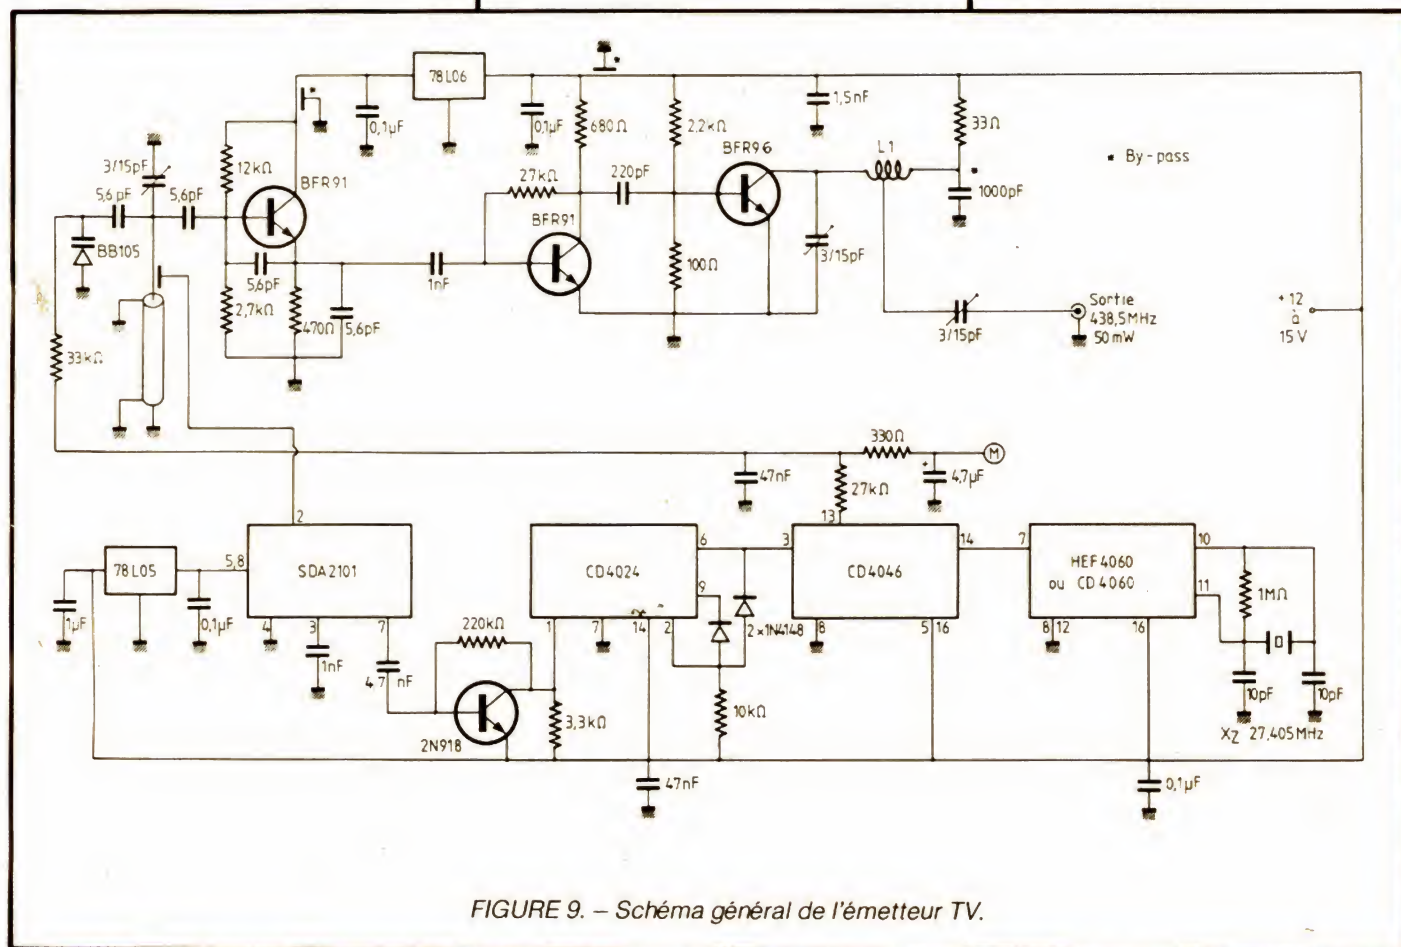 78L06
0,1µF
0,1µF
680Ω
2,2kΩ
1,5nF
33Ω
3/15pF
12kΩ
BFR91
27kΩ
220pF
BFR96
L1
* By-pass
5,6pF
5,6pF
1000pF
BFR91
BB105
5,6pF
1nF
100Ω
3/15pF
2,7kΩ
470Ω
5,6pF
Sortie
438,5MHz
50mW
3/15pF
+12
à
15V
33kΩ
330Ω
M
47nF
27kΩ
4,7µF
2
13
78L05
5,8
SDA2101
6
CD4024
9
3
CD4046
14
7
HEF4060
ou CD4060
10
11
1MΩ
1µF
0,1µF
4
3
7
220kΩ
1
7
14
2
2x1N4148
8
5
16
8
12
16
1nF
4,7 nF
10pF
10pF
3,3kΩ
10kΩ
2N918
XZ 27,405MHz
47nF
0,1µF
FIGURE 9. – Schéma général de l'émetteur TV.